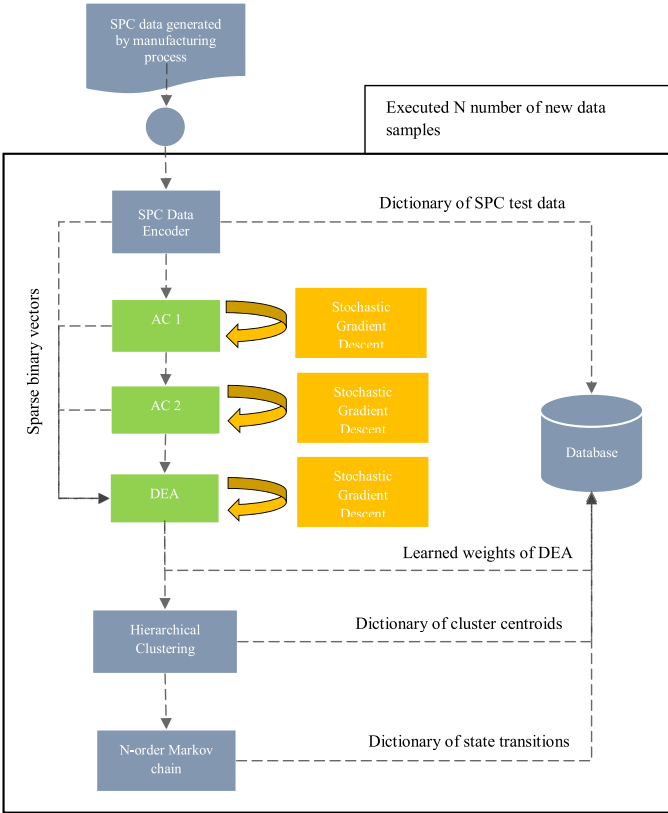 SPC data generated
by manufacturing
process
Executed N number of new data
samples
SPC Data
Encoder
Dictionary of SPC test data
Sparse binary vectors
AC 1
Stochastic
Gradient
Descent
AC 2
Stochastic
Gradient
Descent
Database
DEA
Stochastic
Gradient
Descent
Learned weights of DEA
Hierarchical
Clustering
Dictionary of cluster centroids
N-order Markov
chain
Dictionary of state transitions